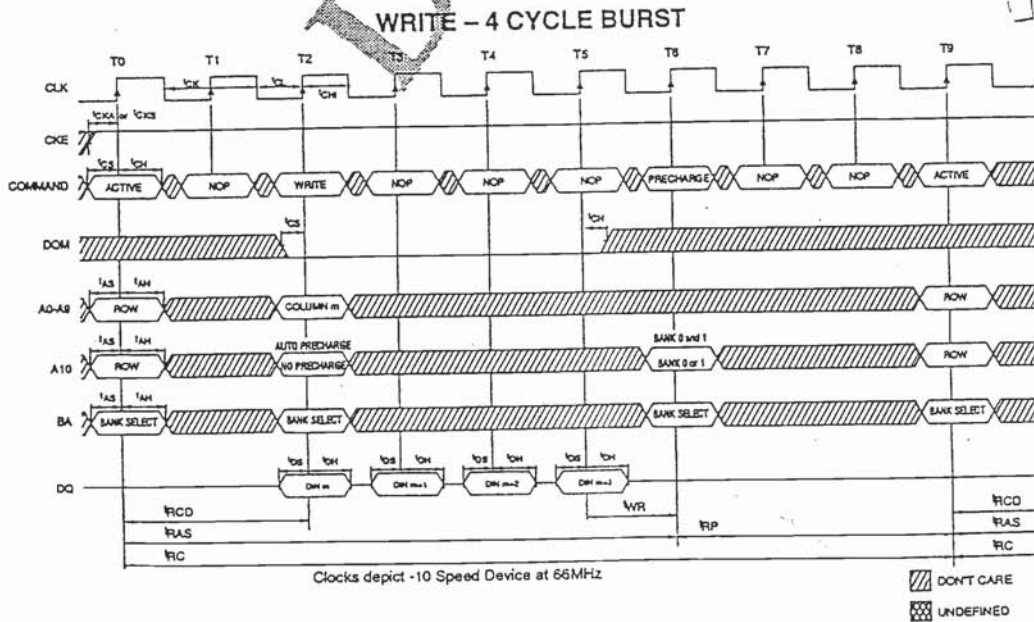 WRITE – 4 CYCLE BURST
T0 T1 T2 T3 T4 T5 T6 T7 T8 T9
CLK
tCK tCL tCHI
tCKA or tCKS
CKE
tCS tCH
COMMAND ACTIVE NOP WRITE NOP NOP NOP PRECHARGE NOP NOP ACTIVE
tCS tCH
DQM
tAS tAH
A0-A9 ROW COLUMN m ROW
tAS tAH AUTO PRECHARGE BANK 0 and 1
A10 ROW NO PRECHARGE BANK 0 or 1 ROW
tAS tAH
BA BANK SELECT BANK SELECT BANK SELECT BANK SELECT
tDS tDH tDS tDH tDS tDH tDS tDH
DQ DIN m DIN m+1 DIN m+2 DIN m+3
tRCD tWR tRCD
tRAS tRP tRAS
tRC tRC
Clocks depict -10 Speed Device at 66MHz
DON'T CARE
UNDEFINED